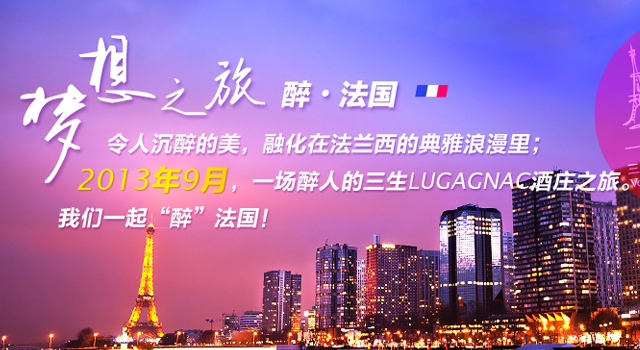 梦想之旅 醉·法国
令人沉醉的美，融化在法兰西的典雅浪漫里；
2013年9月，一场醉人的三生LUGAGNAC酒庄之旅。
我们一起“醉”法国！